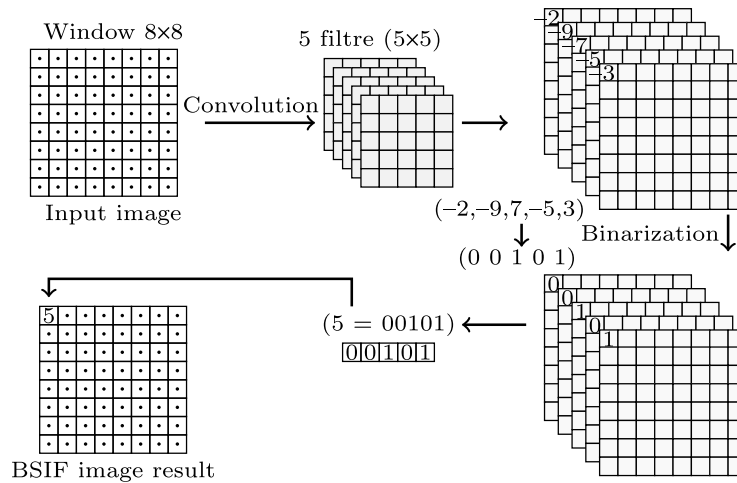 Window 8×8
5 filtre (5×5)
Convolution
Input image
–2
–9
–7
–5
–3
(–2,–9,7,–5,3)
Binarization
(0 0 1 0 1)
0
0
1
0
1
(5 = 00101)
0 0 1 0 1
5
BSIF image result